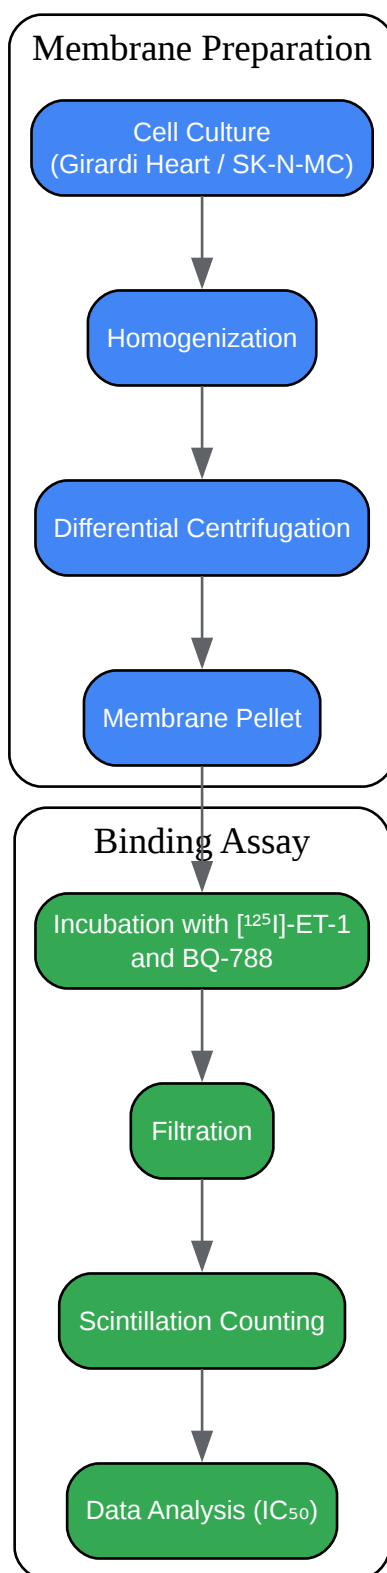 Membrane Preparation
Cell Culture
(Girardi Heart / SK-N-MC)
Homogenization
Differential Centrifugation
Membrane Pellet
Binding Assay
Incubation with [¹²⁵I]-ET-1
and BQ-788
Filtration
Scintillation Counting
Data Analysis (IC₅₀)